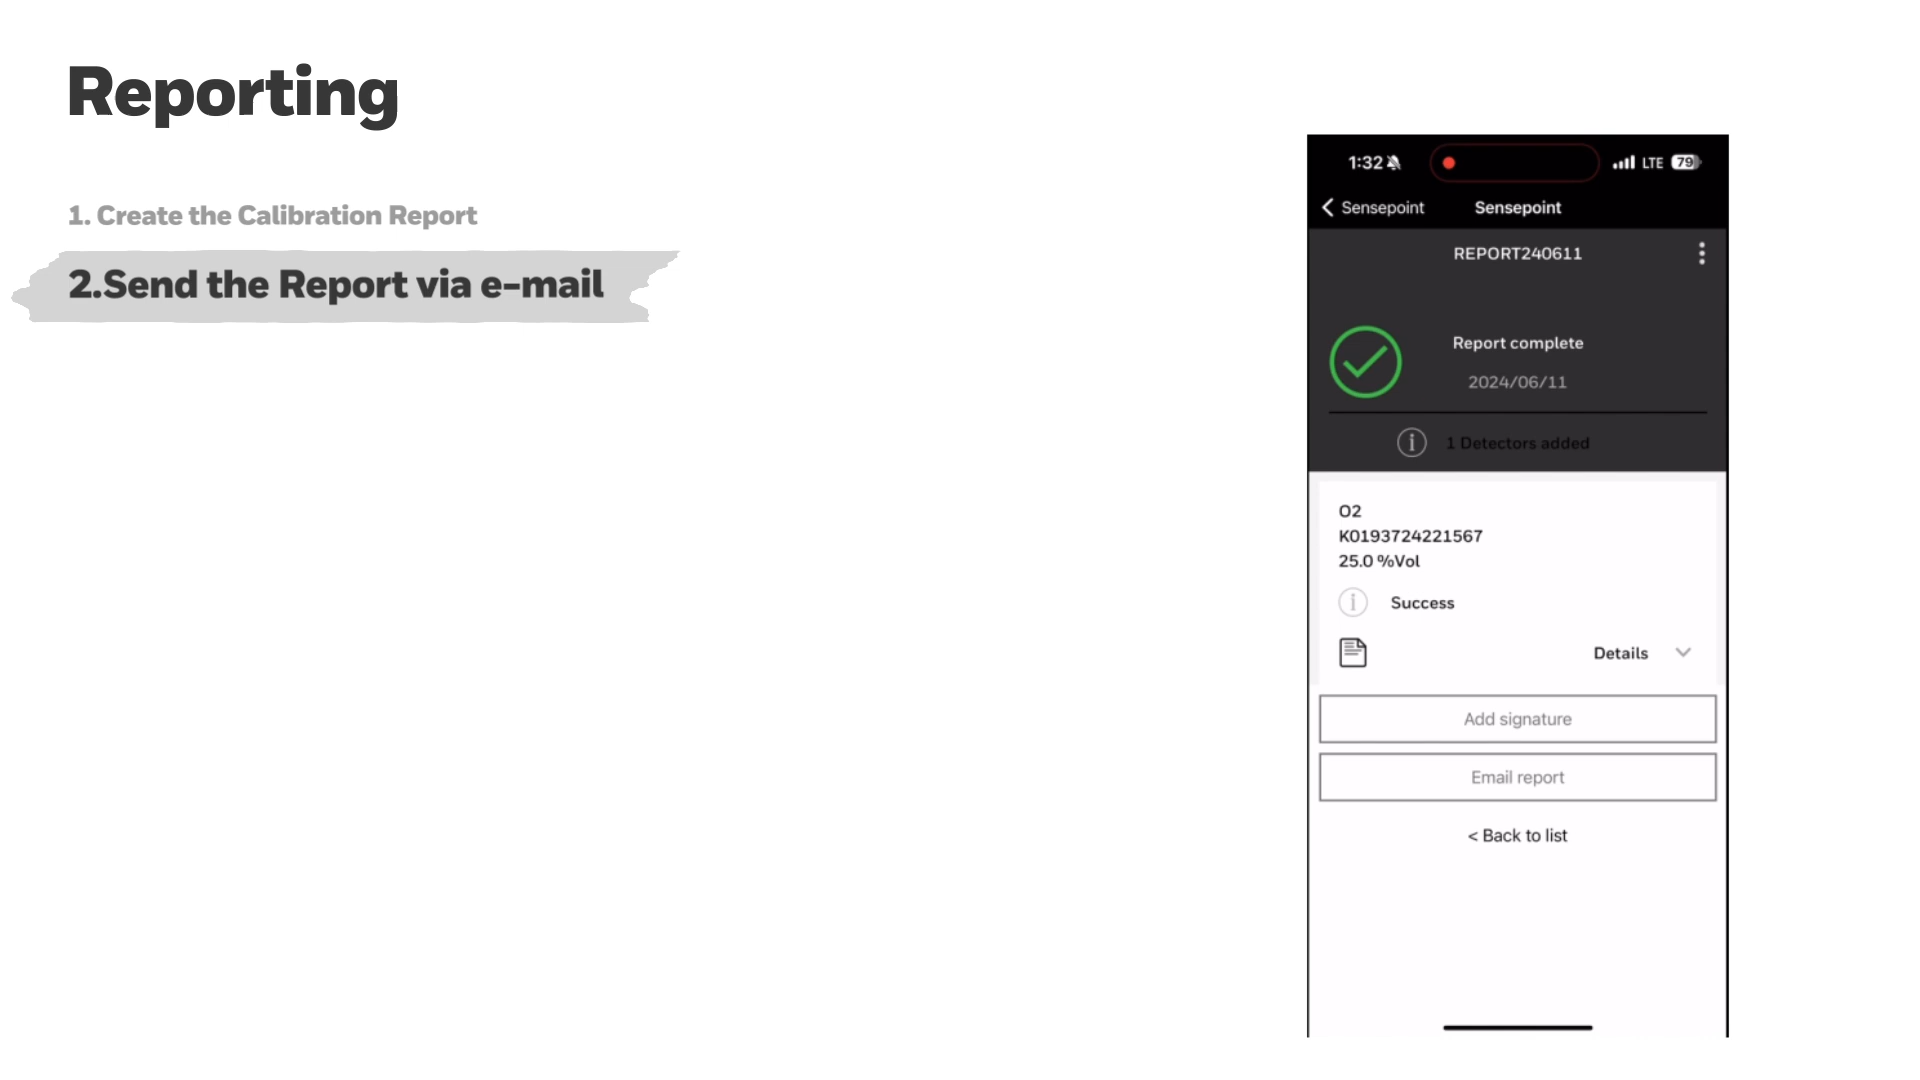 Reporting
1. Create the Calibration Report
2.Send the Report via e-mail
1:32
LTE 79
Sensepoint
Sensepoint
REPORT240611
Report complete
2024/06/11
1 Detectors added
O2
K0193724221567
25.0 %Vol
Success
Details
Add signature
Email report
< Back to list